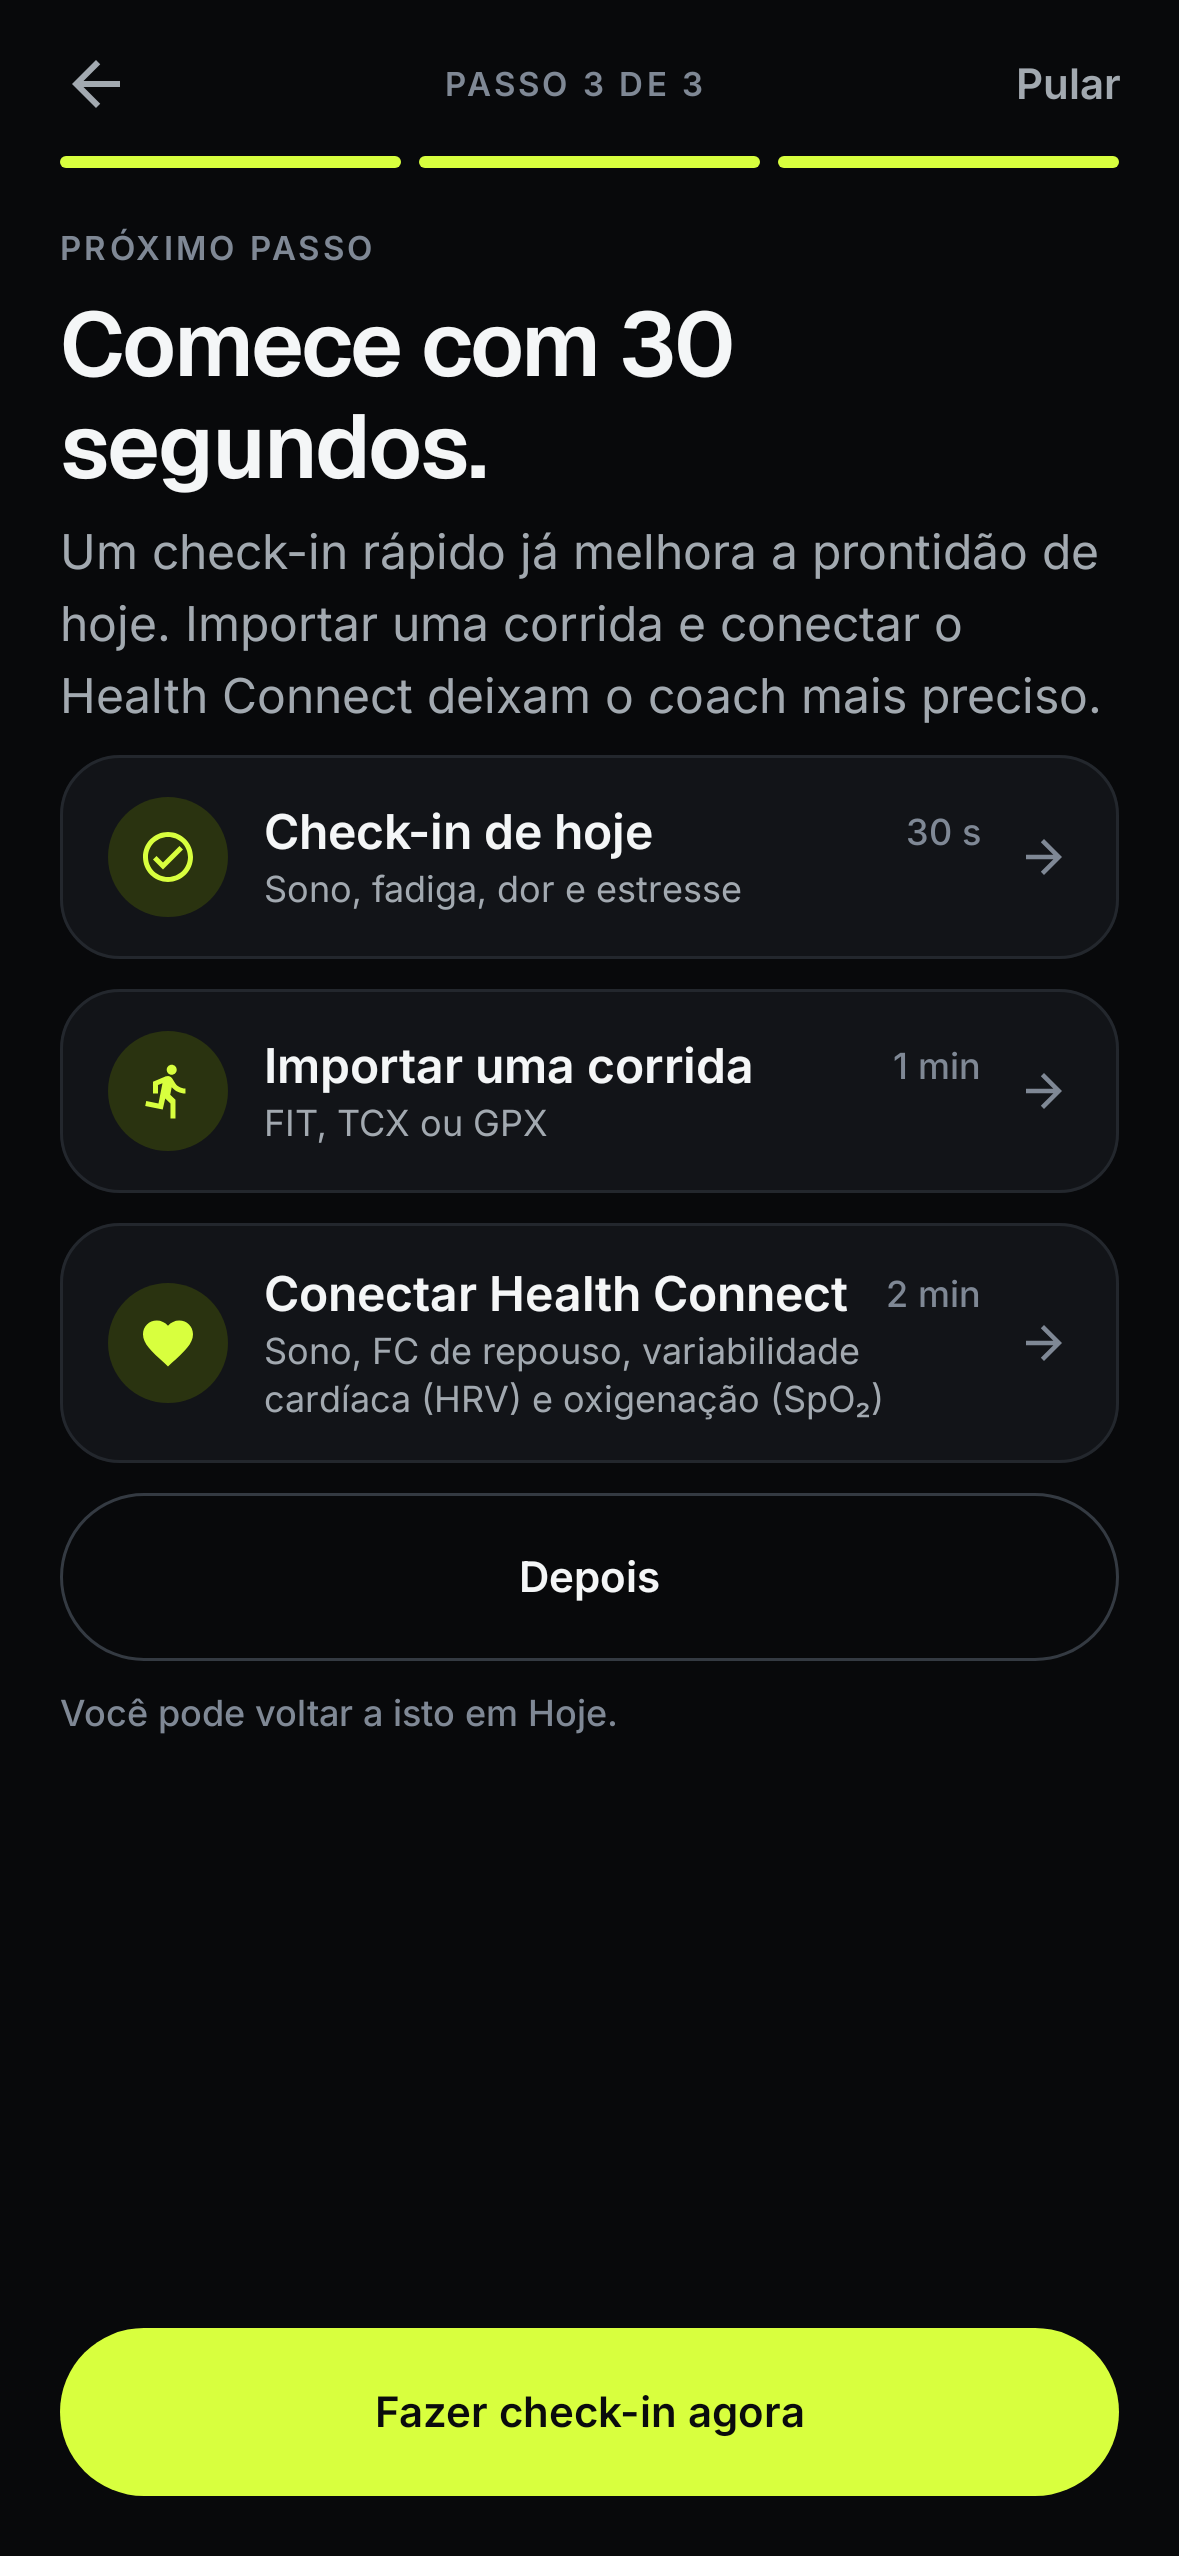 PASSO 3 DE 3
Pular
PRÓXIMO PASSO
Comece com 30
segundos.
Um check-in rápido já melhora a prontidão de
hoje. Importar uma corrida e conectar o
Health Connect deixam o coach mais preciso.
Check-in de hoje
30 s
Sono, fadiga, dor e estresse
Importar uma corrida
1 min
FIT, TCX ou GPX
Conectar Health Connect
2 min
Sono, FC de repouso, variabilidade
cardíaca (HRV) e oxigenação (SpO₂)
Depois
Você pode voltar a isto em Hoje.
Fazer check-in agora